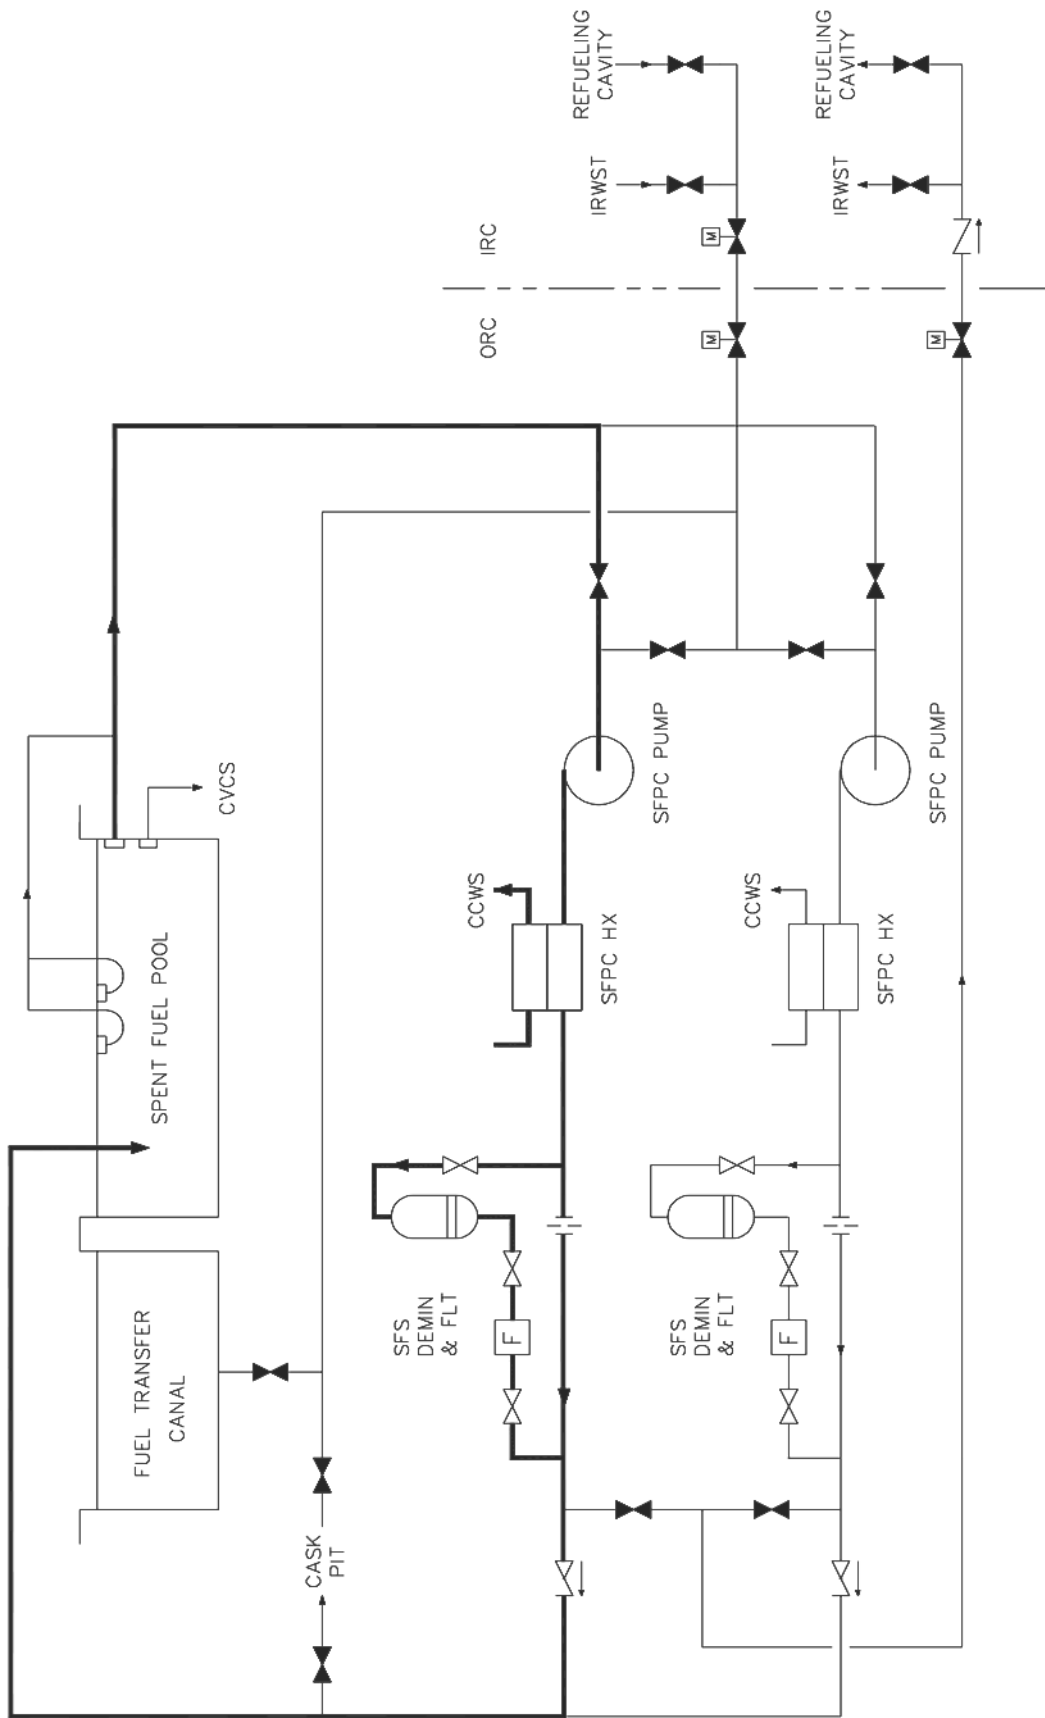 SPENT FUEL POOL
FUEL TRANSFER
CANAL
CVCS
CASK
PIT
SFS
DEMIN
& FLT
F
CCWS
SFPC HX
SFPC PUMP
SFS
DEMIN
& FLT
F
CCWS
SFPC HX
SFPC PUMP
ORC
IRC
M
M
IRWST
REFUELING
CAVITY
M
IRWST
REFUELING
CAVITY